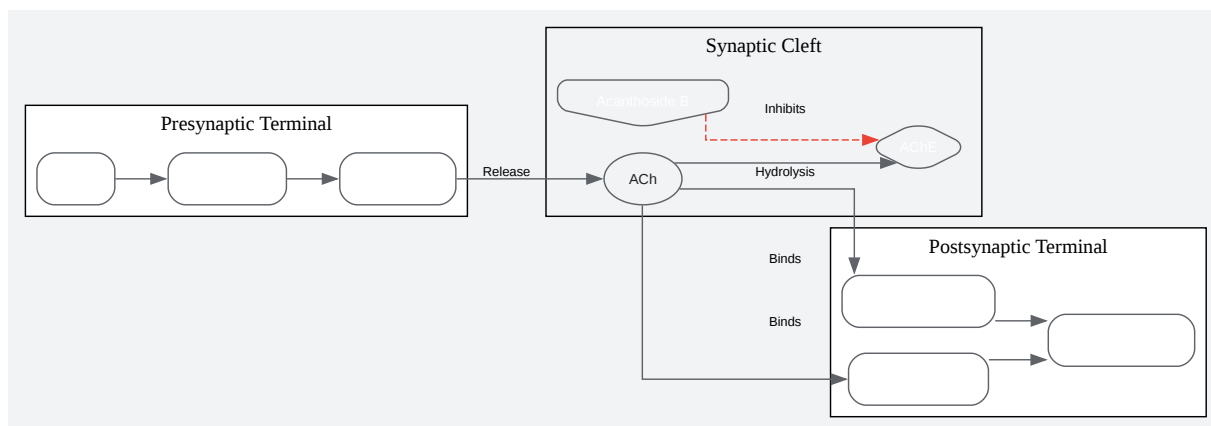 Synaptic Cleft
Acanthoside B
Inhibits
Presynaptic Terminal
AChE
Release
ACh
Hydrolysis
Postsynaptic Terminal
Binds
Binds